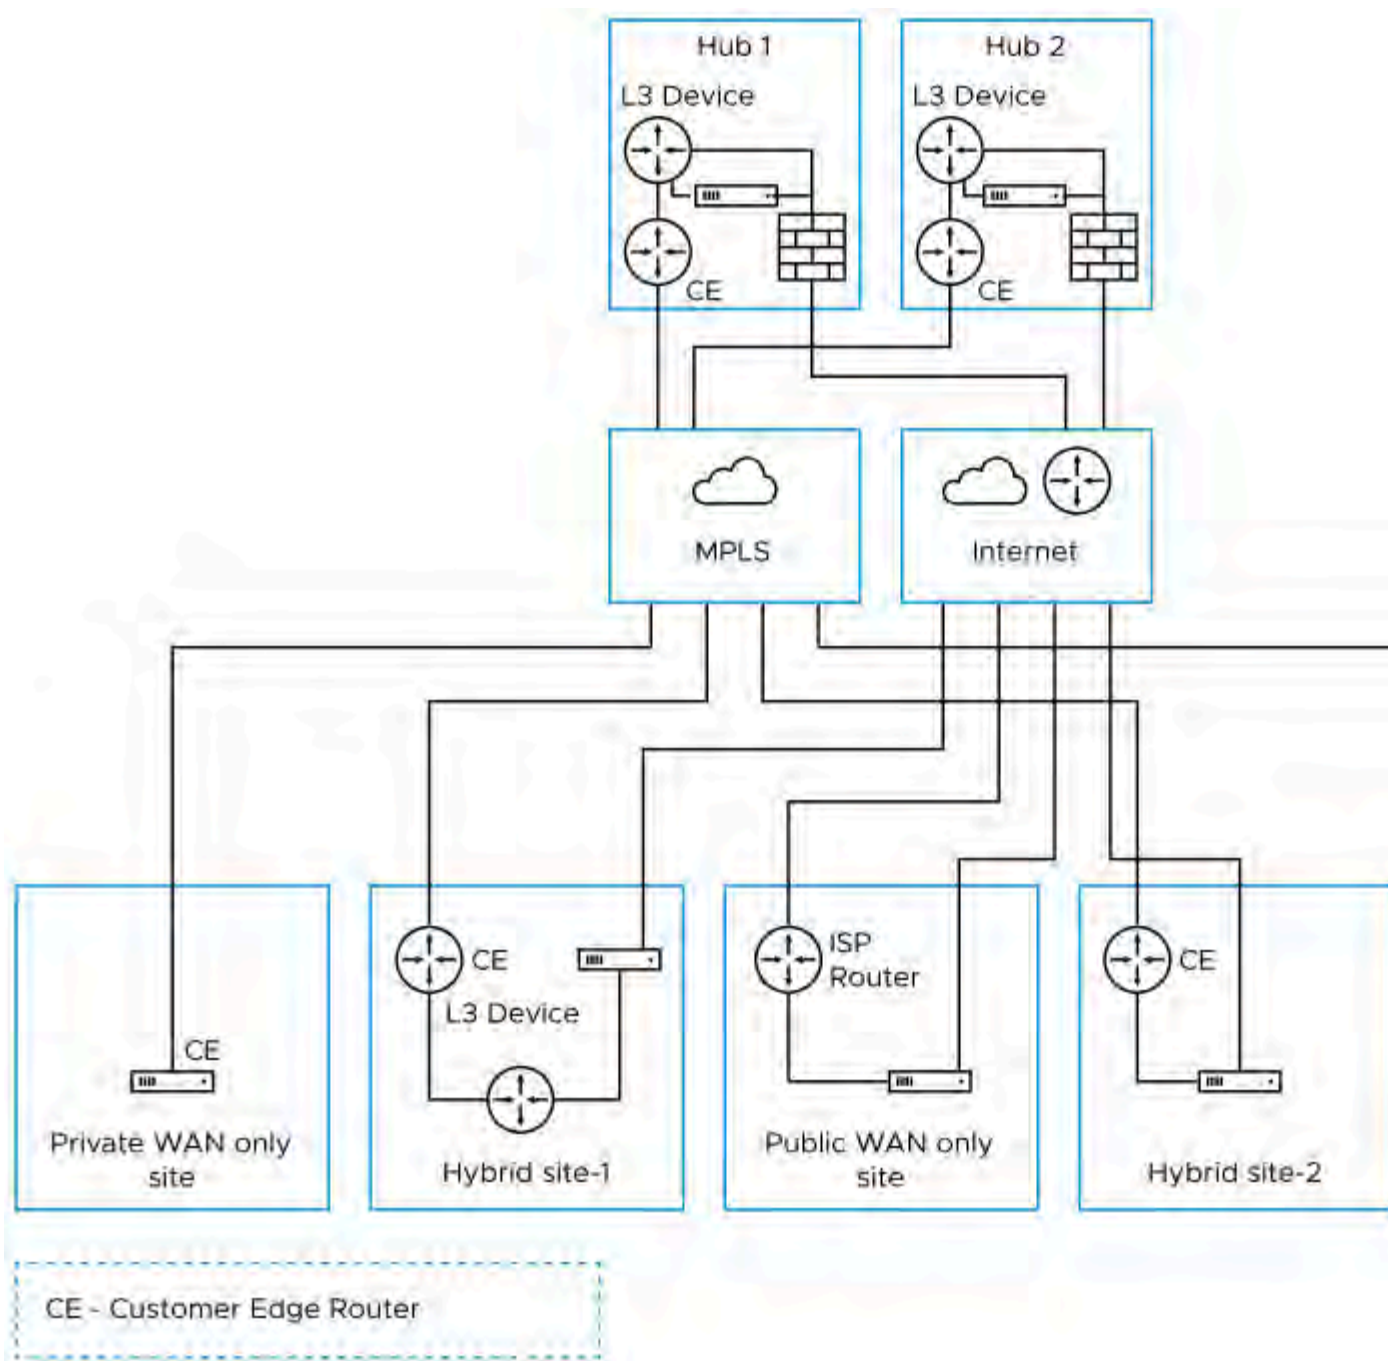 Hub 1
Hub 2
L3 Device
L3 Device
CE
CE
MPLS
Internet
CE
L3 Device
ISP
Router
CE
CE
Private WAN only
site
Hybrid site-1
Public WAN only
site
Hybrid site-2
CE - Customer Edge Router